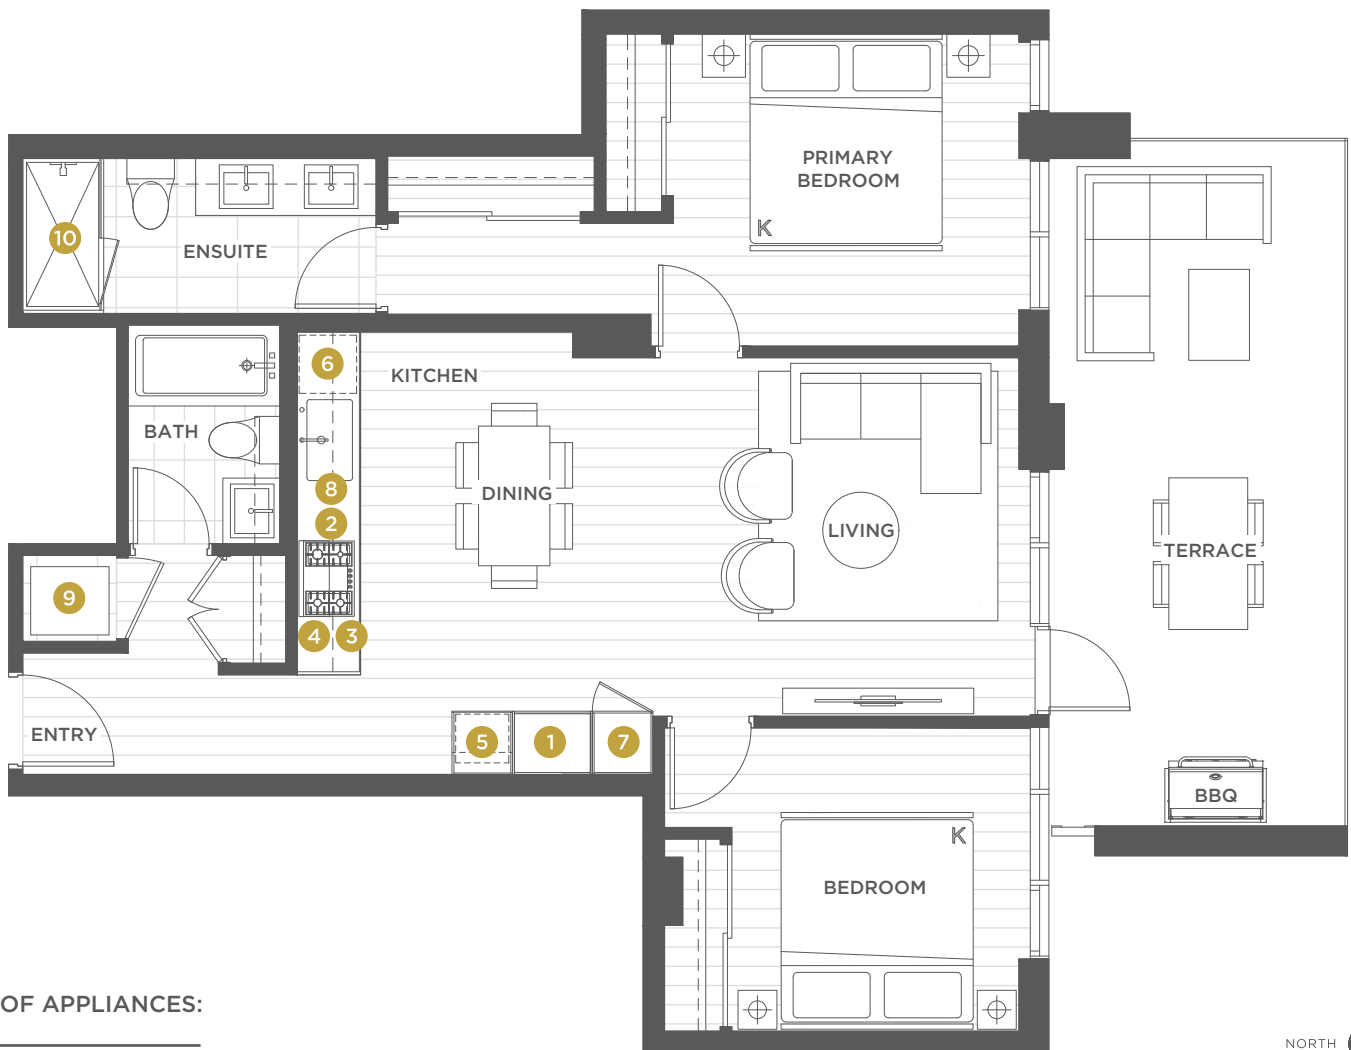 PRIMARY
BEDROOM
K
10
ENSUITE
6
KITCHEN
BATH
8
DINING
2
LIVING
TERRACE
9
4
3
ENTRY
5
1
7
BBQ
K
BEDROOM
OF APPLIANCES:
NORTH